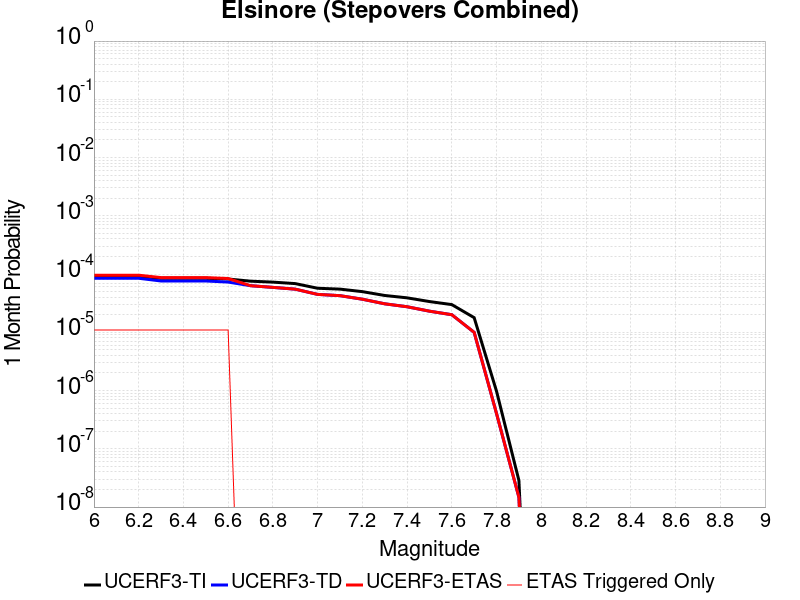 Elsinore (Stepovers Combined)
10^0
10^-1
10^-2
10^-3
10^-4
10^-5
10^-6
10^-7
10^-8
1 Month Probability
6 6.2 6.4 6.6 6.8 7 7.2 7.4 7.6 7.8 8 8.2 8.4 8.6 8.8 9
Magnitude
UCERF3-TI UCERF3-TD UCERF3-ETAS ETAS Triggered Only